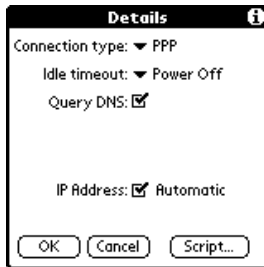 Details
Connection type: PPP
Idle timeout: Power Off
Query DNS:
IP Address: Automatic
OK Cancel Script...